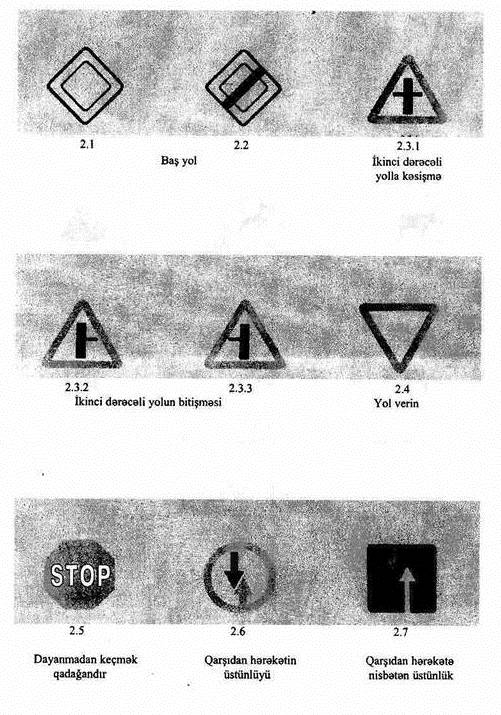 2.1 2.2 2.3.1
Baş yol İkinci dərəcəli
yolla kəsişmə
2.3.2 2.3.3 2.4
İkinci dərəcəli yolun bitişməsi Yol verin
STOP
2.5 2.6 2.7
Dayanmadan keçmək Qarşıdan hərəkətin Qarşıdan hərəkətə
qadağandır üstünlüyü nisbətən üstünlük